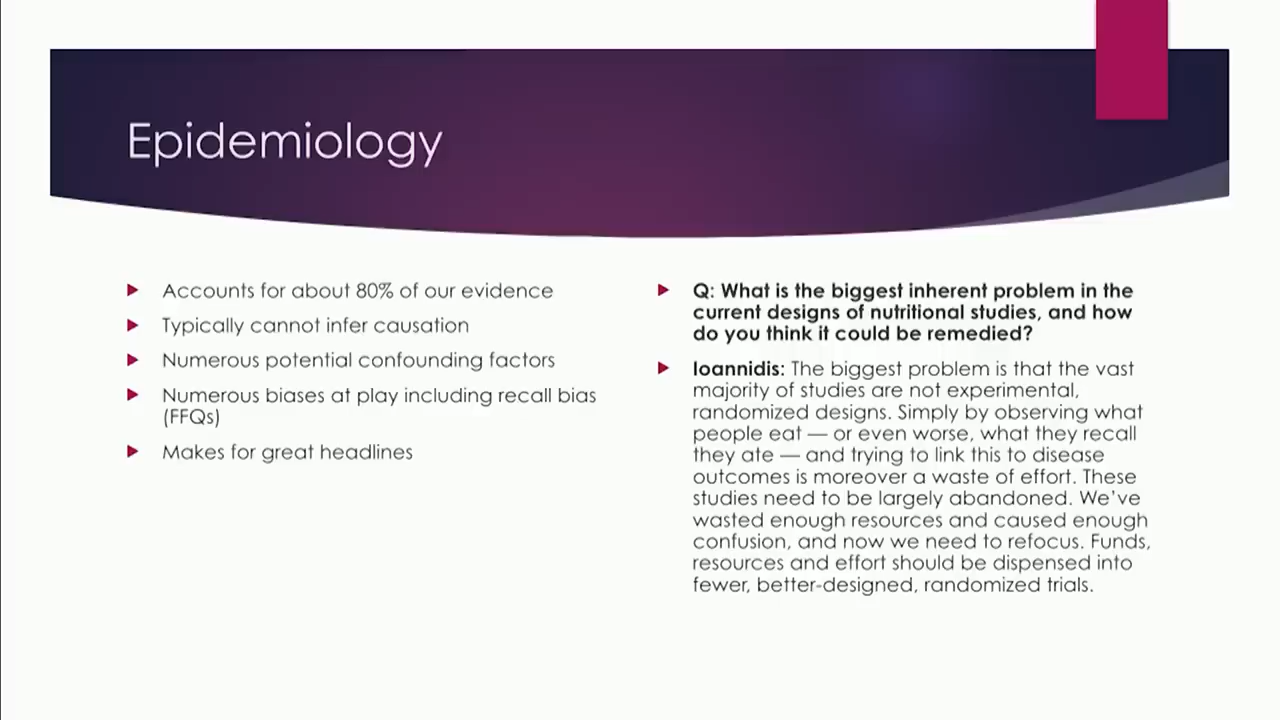 Epidemiology
Accounts for about 80% of our evidence
Typically cannot infer causation
Numerous potential confounding factors
Numerous biases at play including recall bias
(FFQs)
Makes for great headlines
Q: What is the biggest inherent problem in the
current designs of nutritional studies, and how
do you think it could be remedied?
Ioannidis: The biggest problem is that the vast
majority of studies are not experimental,
randomized designs. Simply by observing what
people eat — or even worse, what they recall
they ate — and trying to link this to disease
outcomes is moreover a waste of effort. These
studies need to be largely abandoned. We’ve
wasted enough resources and caused enough
confusion, and now we need to refocus. Funds,
resources and effort should be dispensed into
fewer, better-designed, randomized trials.